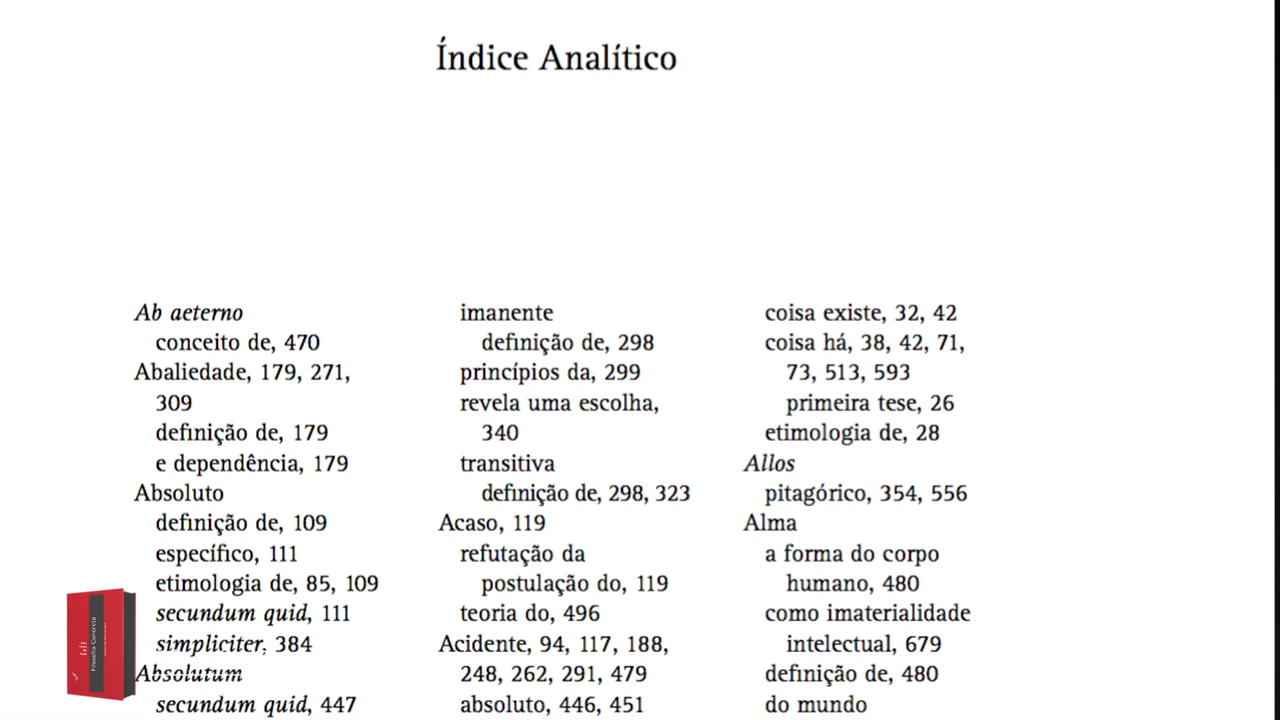 Índice Analítico
Ab aeterno
conceito de, 470
Abaliedade, 179, 271,
309
definição de, 179
e dependência, 179
Absoluto
definição de, 109
específico, 111
etimologia de, 85, 109
secundum quid, 111
simpliciter, 384
Absolutum
secundum quid, 447
imanente
definição de, 298
princípios da, 299
revela uma escolha,
340
transitiva
definição de, 298, 323
Acaso, 119
refutação da
postulação do, 119
teoria do, 496
Acidente, 94, 117, 188,
248, 262, 291, 479
absoluto, 446, 451
coisa existe, 32, 42
coisa há, 38, 42, 71,
73, 513, 593
primeira tese, 26
etimologia de, 28
Allos
pitagórico, 354, 556
Alma
a forma do corpo
humano, 480
como imaterialidade
intelectual, 679
definição de, 480
do mundo
Filosofia Concreta